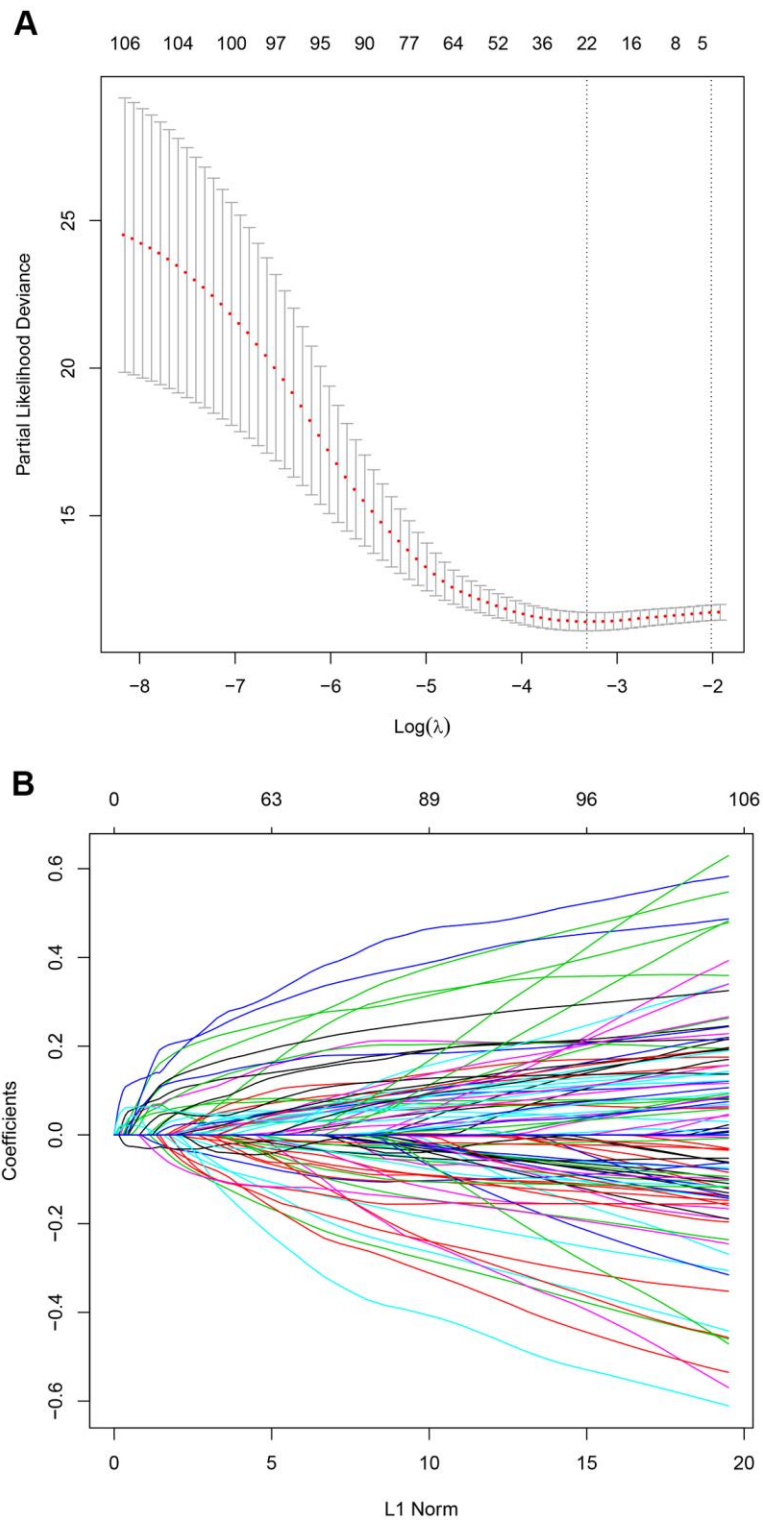 A
106 104 100 97 95 90 77 64 52 36 22 16 8 5
25
20
15
Partial Likelihood Deviance
−8 −7 −6 −5 −4 −3 −2
Log(λ)
B
0 63 89 96 106
0.6
0.4
0.2
0.0
−0.2
−0.4
−0.6
Coefficients
0 5 10 15 20
L1 Norm